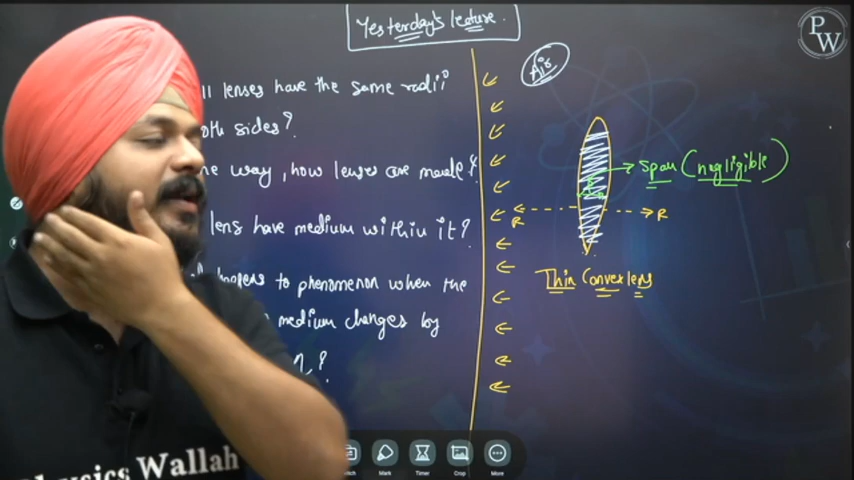 Yesterday's lecture.
PW
Air
ll lenses have the same radii
oth sides?
ne way, how lenses are made?
lens have medium within it?
to phenomenon when the
medium changes by
?
Span (negligible)
R
R
Thin Convex lens
Physics Wallah
Mark
Timer
Crop
More